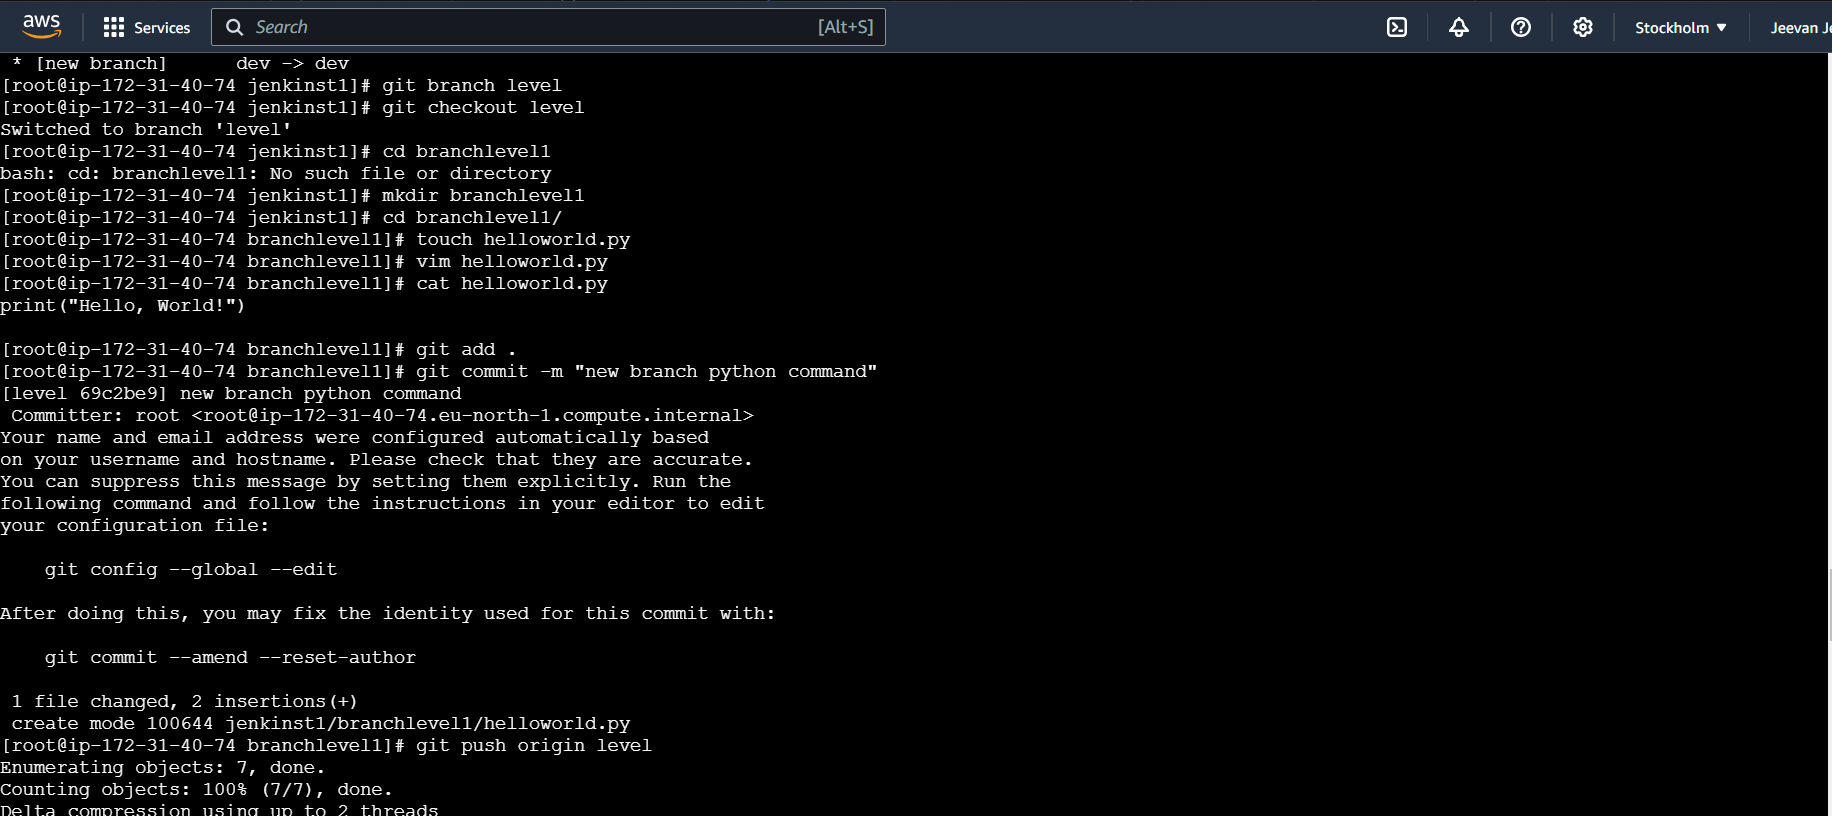 aws Services Search [Alt+S] Stockholm ▼ Jeevan Je
* [new branch]      dev -> dev
[root@ip-172-31-40-74 jenkinst1]# git branch level
[root@ip-172-31-40-74 jenkinst1]# git checkout level
Switched to branch 'level'
[root@ip-172-31-40-74 jenkinst1]# cd branchlevel1
bash: cd: branchlevel1: No such file or directory
[root@ip-172-31-40-74 jenkinst1]# mkdir branchlevel1
[root@ip-172-31-40-74 jenkinst1]# cd branchlevel1/
[root@ip-172-31-40-74 branchlevel1]# touch helloworld.py
[root@ip-172-31-40-74 branchlevel1]# vim helloworld.py
[root@ip-172-31-40-74 branchlevel1]# cat helloworld.py
print("Hello, World!")
[root@ip-172-31-40-74 branchlevel1]# git add .
[root@ip-172-31-40-74 branchlevel1]# git commit -m "new branch python command"
[level 69c2be9] new branch python command
Committer: root <root@ip-172-31-40-74.eu-north-1.compute.internal>
Your name and email address were configured automatically based
on your username and hostname. Please check that they are accurate.
You can suppress this message by setting them explicitly. Run the
following command and follow the instructions in your editor to edit
your configuration file:
git config --global --edit
After doing this, you may fix the identity used for this commit with:
git commit --amend --reset-author
1 file changed, 2 insertions(+)
create mode 100644 jenkinst1/branchlevel1/helloworld.py
[root@ip-172-31-40-74 branchlevel1]# git push origin level
Enumerating objects: 7, done.
Counting objects: 100% (7/7), done.
Delta compression using up to 2 threads